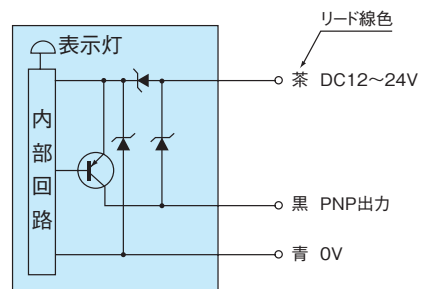 リード線色
表示灯
茶 DC12～24V
内部回路
黒 PNP出力
青 0V